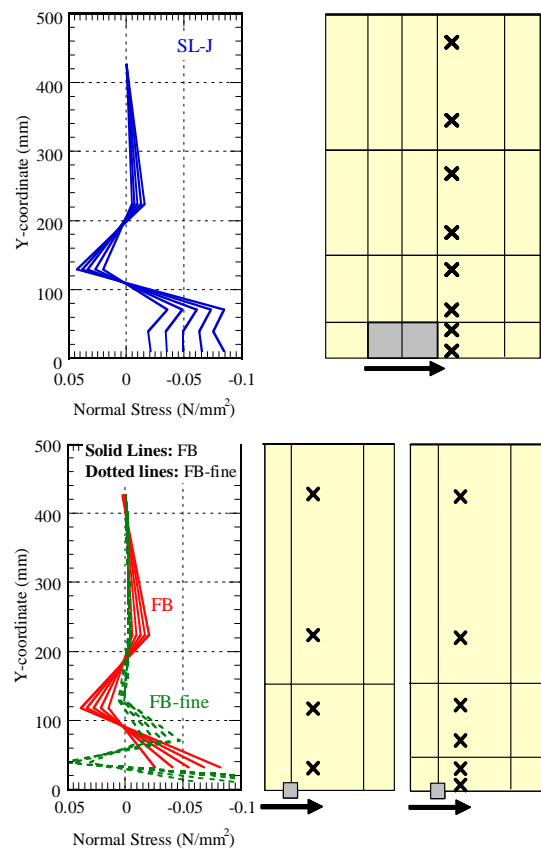 500
SL-J
400
300
200
100
0
Y-coordinate (mm)
0.05 0 -0.05 -0.1
Normal Stress (N/mm²)
500
Solid Lines: FB
Dotted lines: FB-fine
400
300
FB
200
FB-fine
100
0
Y-coordinate (mm)
0.05 0 -0.05 -0.1
Normal Stress (N/mm²)